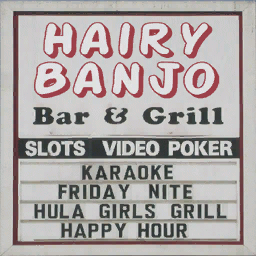 HAIRY
BANJO
Bar & Grill
SLOTS VIDEO POKER
KARAOKE
FRIDAY NITE
HULA GIRLS GRILL
HAPPY HOUR